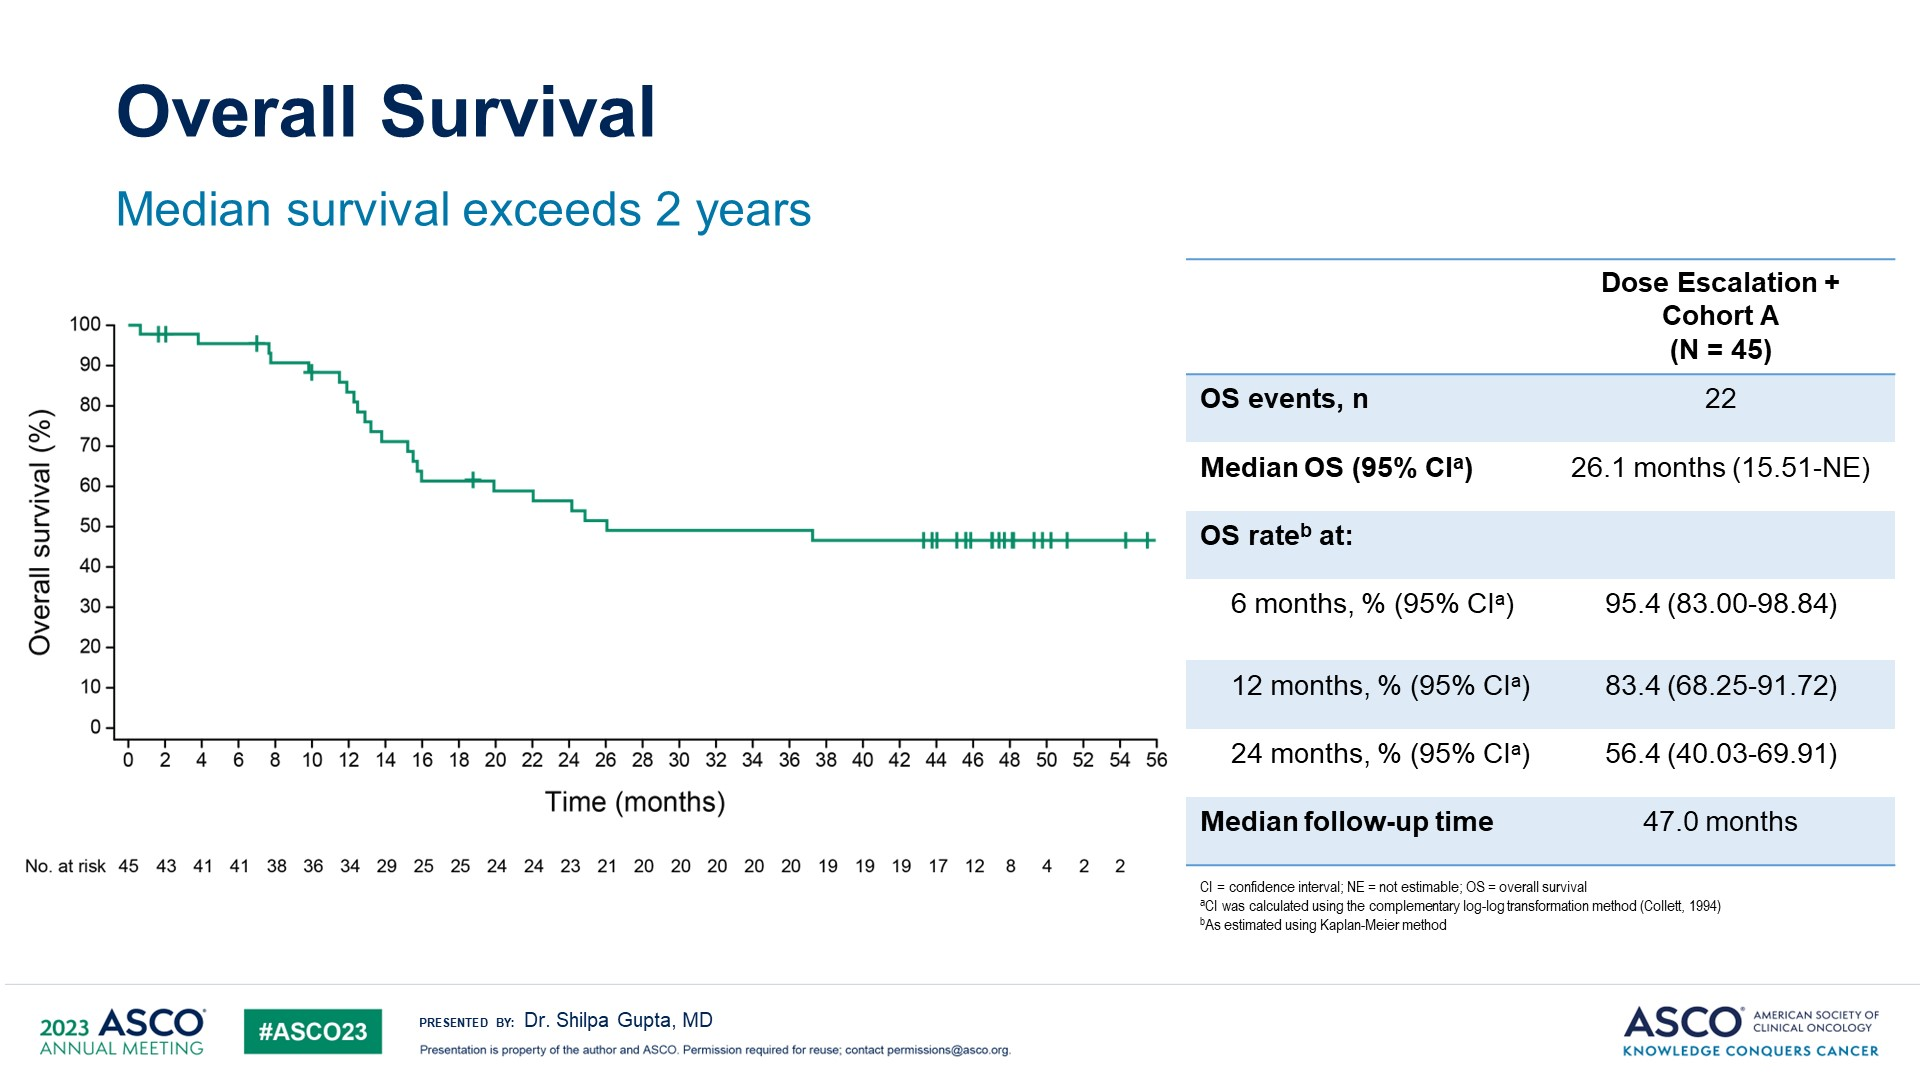 Overall Survival
Median survival exceeds 2 years
100
90
80
70
60
50
40
30
20
10
0
Overall survival (%)
0 2 4 6 8 10 12 14 16 18 20 22 24 26 28 30 32 34 36 38 40 42 44 46 48 50 52 54 56
Time (months)
No. at risk 45 43 41 41 38 36 34 29 25 25 24 24 23 21 20 20 20 20 20 19 19 19 17 12 8 4 2 2
Dose Escalation +
Cohort A
(N = 45)
OS events, n 22
Median OS (95% CIᵃ) 26.1 months (15.51-NE)
OS rateᵇ at:
6 months, % (95% CIᵃ) 95.4 (83.00-98.84)
12 months, % (95% CIᵃ) 83.4 (68.25-91.72)
24 months, % (95% CIᵃ) 56.4 (40.03-69.91)
Median follow-up time 47.0 months
CI = confidence interval; NE = not estimable; OS = overall survival
ᵃCI was calculated using the complementary log-log transformation method (Collett, 1994)
ᵇAs estimated using Kaplan-Meier method
2023 ASCO®
ANNUAL MEETING
#ASCO23
PRESENTED BY: Dr. Shilpa Gupta, MD
Presentation is property of the author and ASCO. Permission required for reuse; contact permissions@asco.org.
ASCO® AMERICAN SOCIETY OF
CLINICAL ONCOLOGY
KNOWLEDGE CONQUERS CANCER